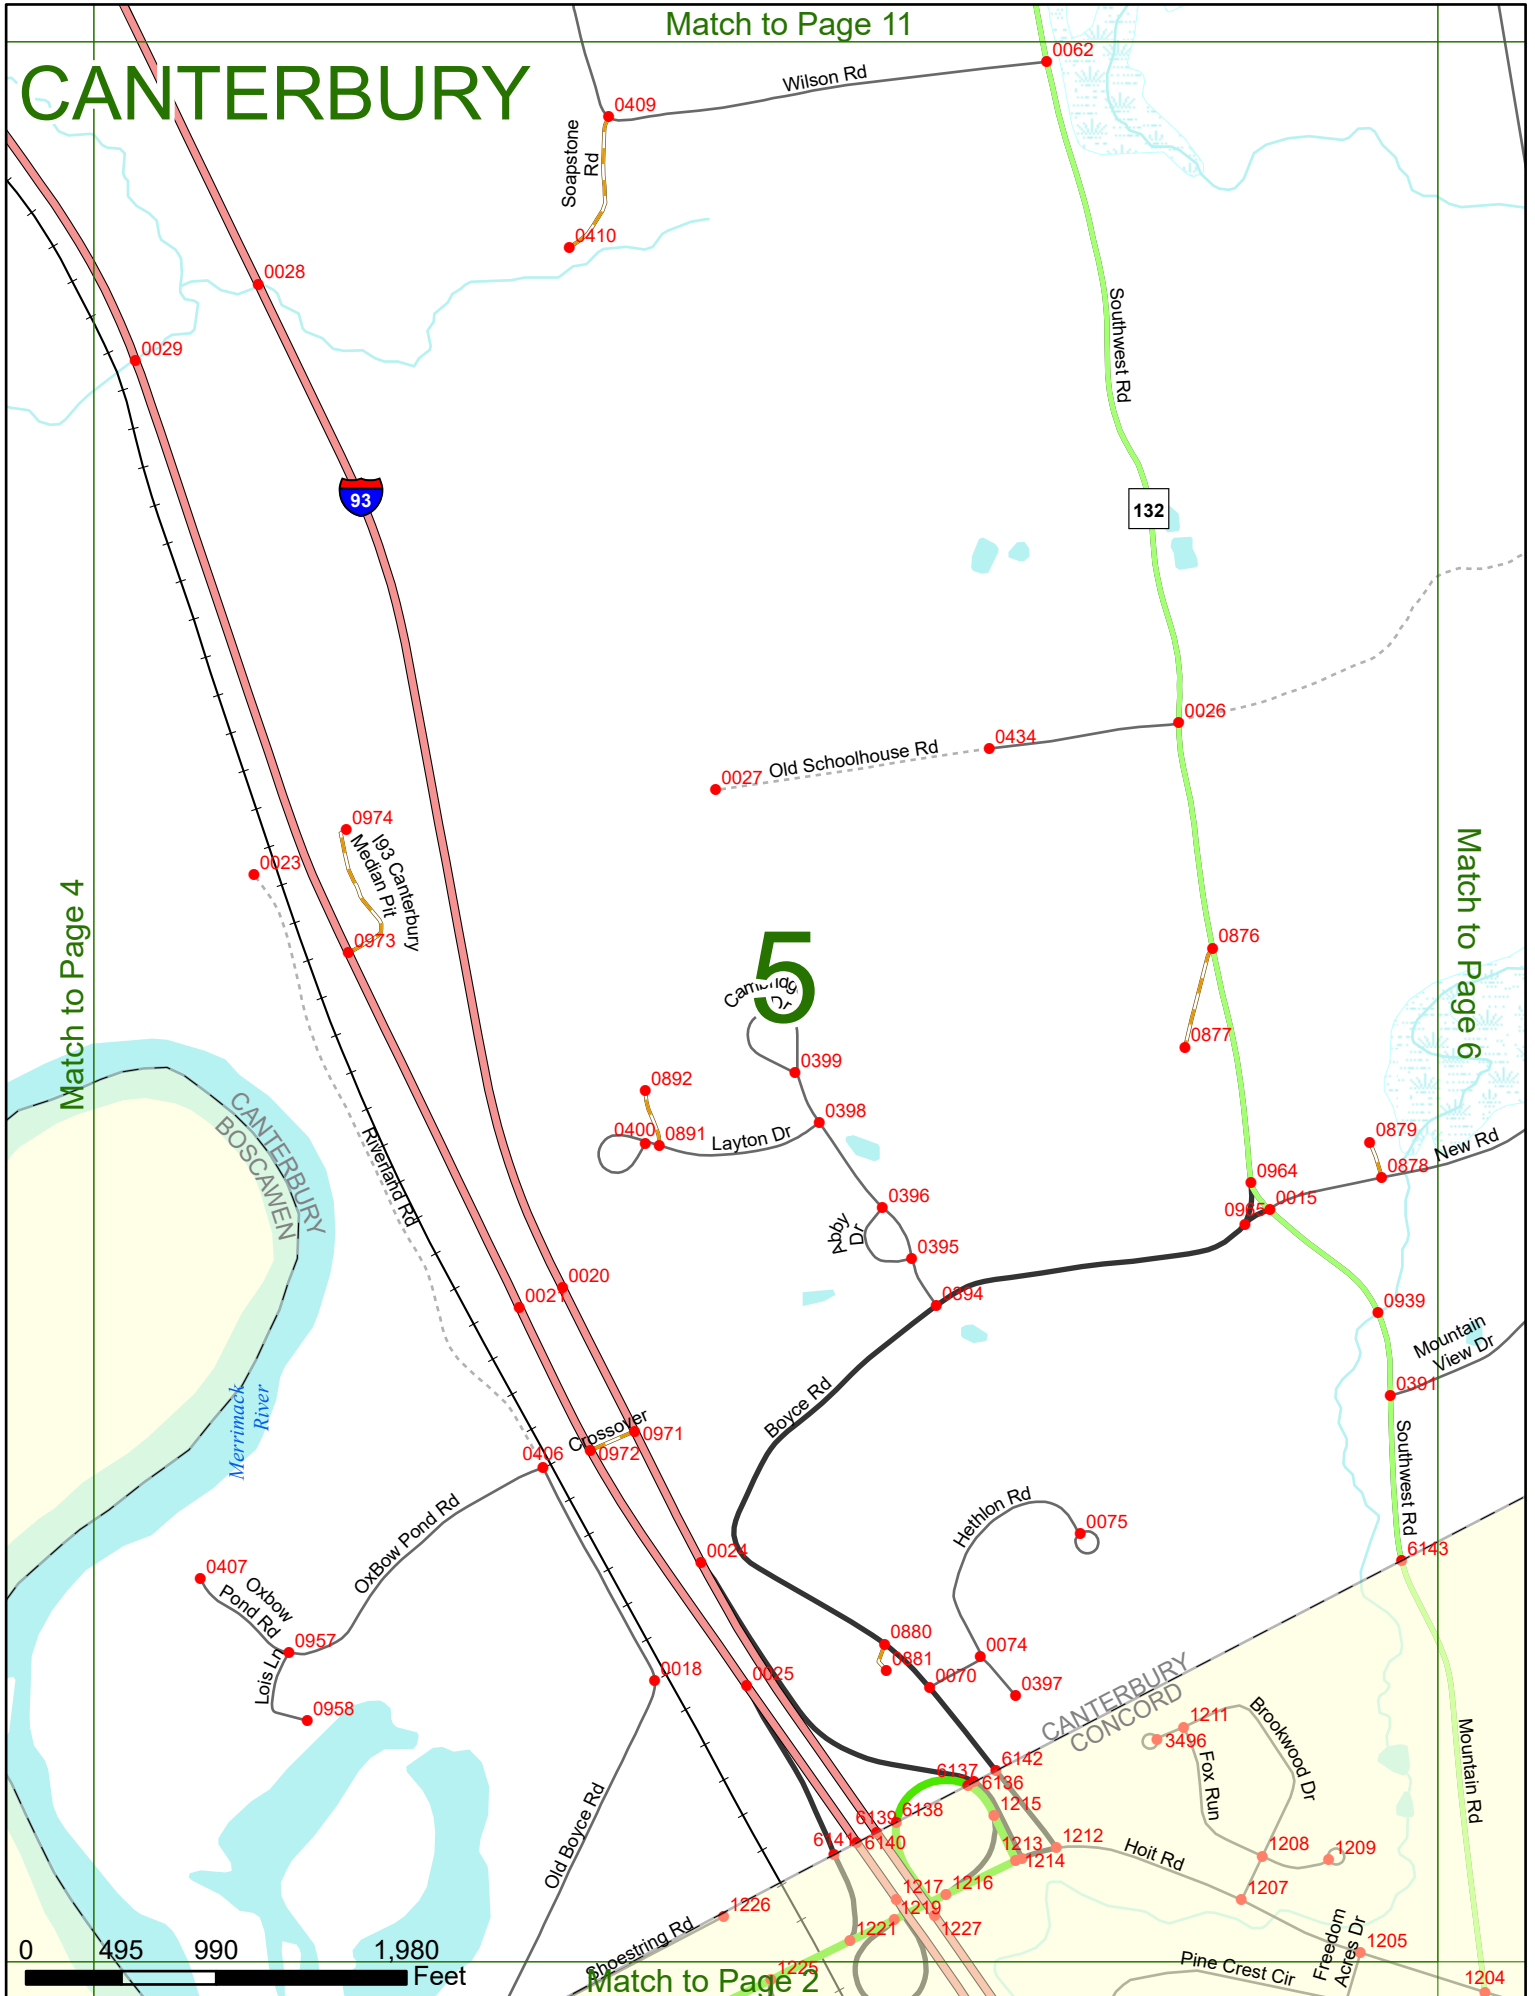 Match to Page 11
CANTERBURY
0062
Wilson Rd
0409
Soapstone
Rd
0410
0028
0029
Southwest Rd
93
132
0026
0434
Old Schoolhouse Rd
0027
0974
I93 Canterbury
Median Pit
0023
0973
Match to Page 4
Match to Page 6
5
0876
0877
Dr
0399
0892
0398
0400
0891
Layton Dr
0879
New Rd
0878
0964
0015
0965
CANTERBURY
BOSCAWEN
Riverland Rd
0396
Abby
Dr
0395
0394
0020
0021
0939
Mountain
View Dr
0391
Merrimack
River
Boyce Rd
Crossover
0971
0972
0406
Southwest Rd
OxBow Pond Rd
Hethlon Rd
0075
0024
6143
0407
Oxbow
Pond Rd
0957
Lois Ln
0958
0880
0881
0074
0070
0397
0018
0025
CANTERBURY
CONCORD
1211
3496
Brookwood Dr
Fox Run
Mountain Rd
6142
6137
6136
6138
6139
1215
6141
6140
1213
1212
1214
Hoit Rd
1208
1209
Old Boyce Rd
1217
1216
1207
1226
1219
1221
1227
Shoestring Rd
Freedom
Acres Dr
1205
Pine Crest Cir
1225
1204
0 495 990 1,980
Feet
Match to Page 2